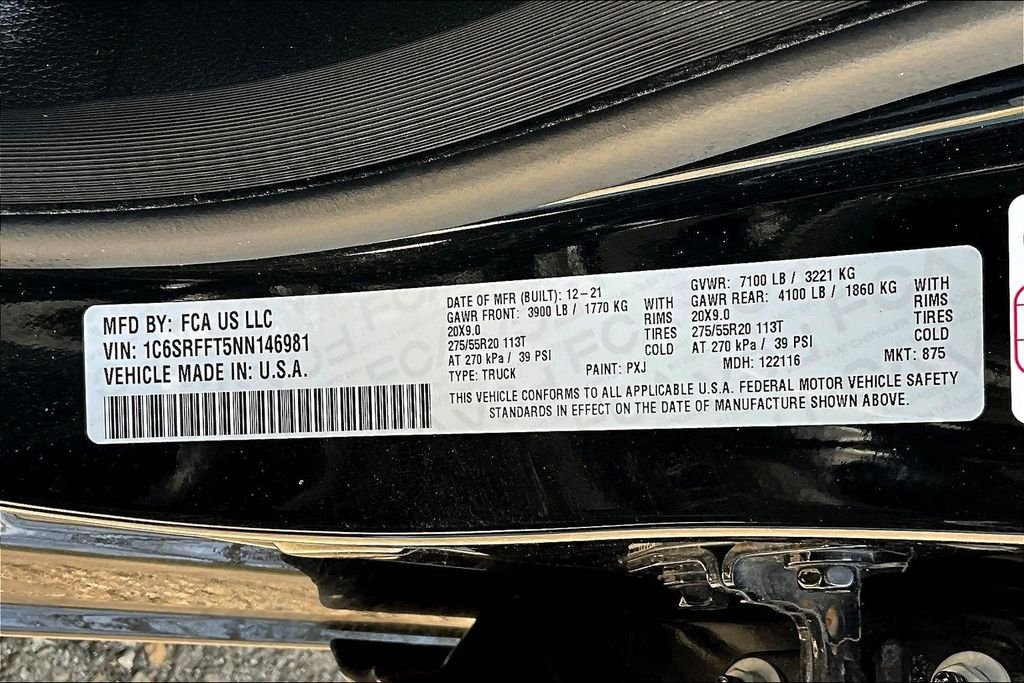 MFD BY: FCA US LLC
VIN: 1C6SRFFT5NN146981
VEHICLE MADE IN: U.S.A.
DATE OF MFR (BUILT): 12-21
GAWR FRONT: 3900 LB / 1770 KG WITH
20X9.0 RIMS
275/55R20 113T TIRES
AT 270 kPa / 39 PSI COLD
TYPE: TRUCK PAINT: PXJ
GVWR: 7100 LB / 3221 KG
GAWR REAR: 4100 LB / 1860 KG WITH
20X9.0 RIMS
275/55R20 113T TIRES
AT 270 kPa / 39 PSI COLD
MDH: 122116 MKT: 875
THIS VEHICLE CONFORMS TO ALL APPLICABLE U.S.A. FEDERAL MOTOR VEHICLE SAFETY
STANDARDS IN EFFECT ON THE DATE OF MANUFACTURE SHOWN ABOVE.